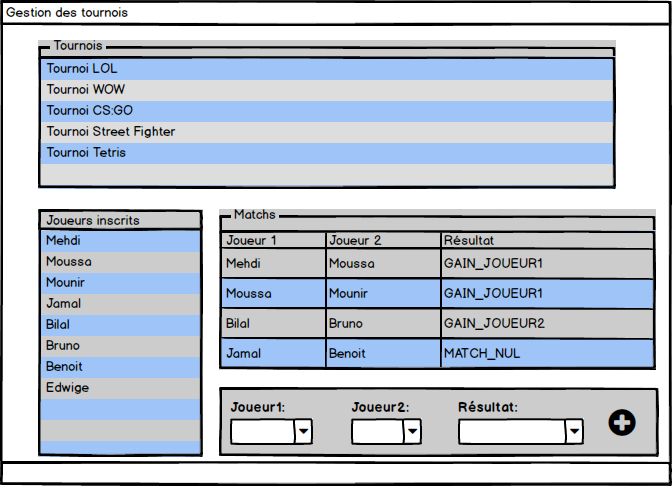 Gestion des tournois
Tournois
Tournoi LOL
Tournoi WOW
Tournoi CS:GO
Tournoi Street Fighter
Tournoi Tetris
Joueurs inscrits
Mehdi
Moussa
Mounir
Jamal
Bilal
Bruno
Benoit
Edwige
Matchs
Joueur 1 Joueur 2 Résultat
Mehdi Moussa GAIN_JOUEUR1
Moussa Mounir GAIN_JOUEUR1
Bilal Bruno GAIN_JOUEUR2
Jamal Benoit MATCH_NUL
Joueur1: Joueur2: Résultat: